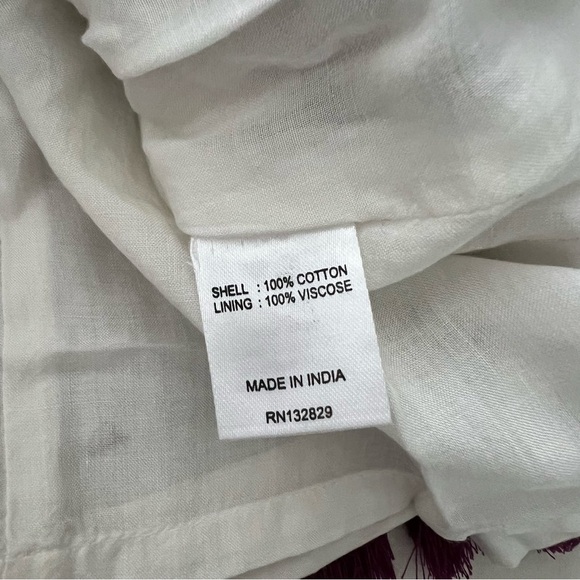 SHELL : 100% COTTON
LINING : 100% VISCOSE
MADE IN INDIA
RN132829